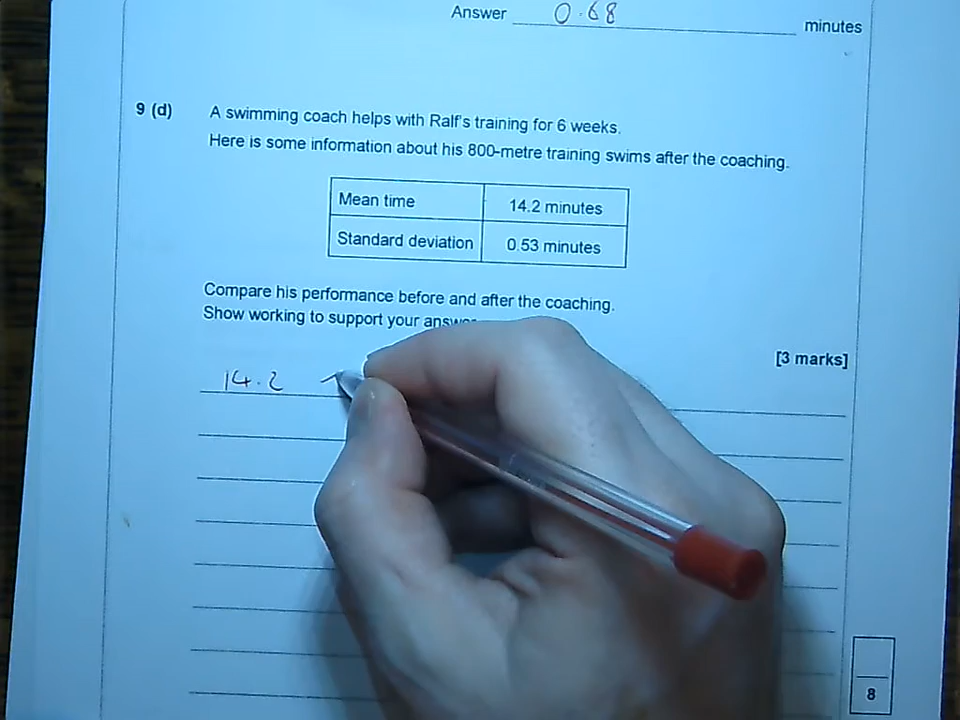 Answer 0.68 minutes
9 (d) A swimming coach helps with Ralf's training for 6 weeks.
Here is some information about his 800-metre training swims after the coaching.
Mean time 14.2 minutes
Standard deviation 0.53 minutes
Compare his performance before and after the coaching.
Show working to support your
[3 marks]
14.2
8